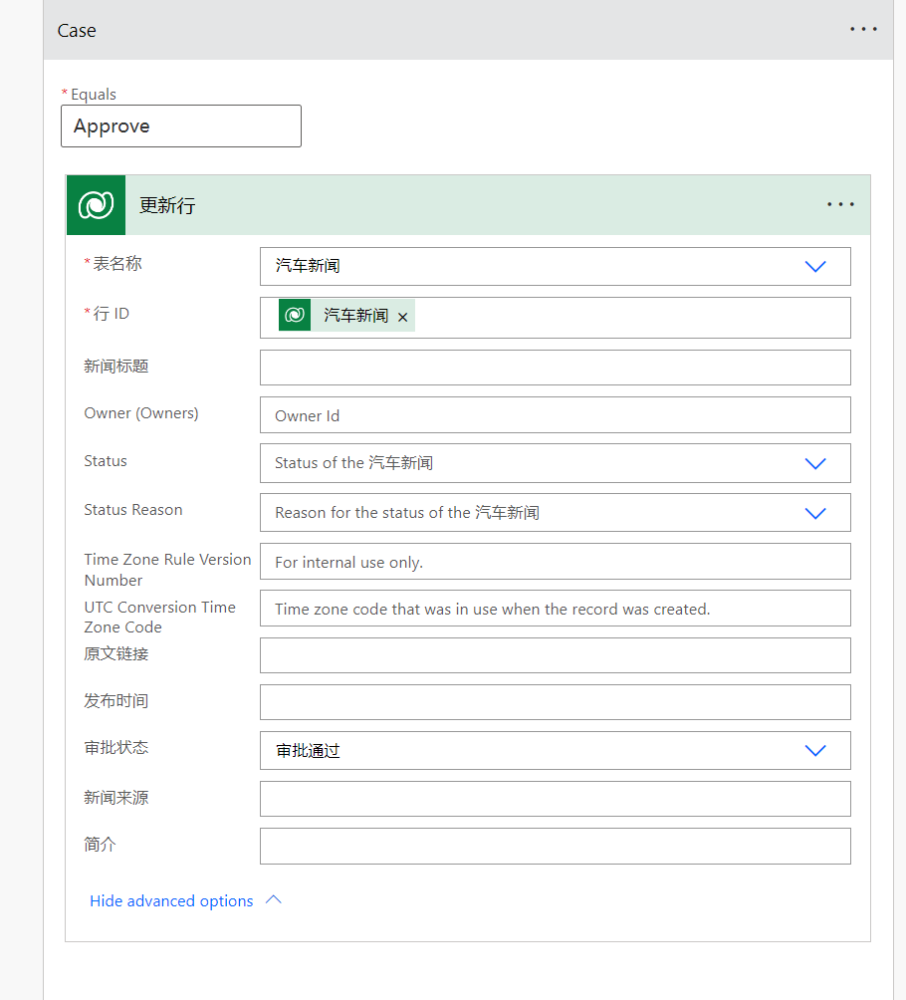 Case
* Equals
Approve
更新行
* 表名称
汽车新闻
* 行 ID
汽车新闻 ×
新闻标题
Owner (Owners)
Owner Id
Status
Status of the 汽车新闻
Status Reason
Reason for the status of the 汽车新闻
Time Zone Rule Version
Number
For internal use only.
UTC Conversion Time
Zone Code
Time zone code that was in use when the record was created.
原文链接
发布时间
审批状态
审批通过
新闻来源
简介
Hide advanced options